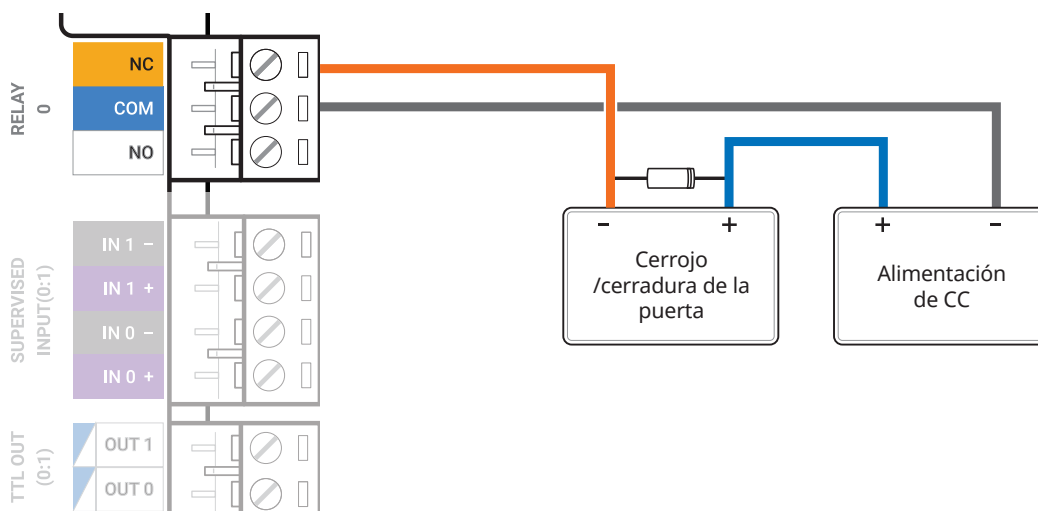 RELAY
0
NC
COM
NO
SUPERVISED
INPUT(0:1)
IN 1 –
IN 1 +
IN 0 –
IN 0 +
TTL OUT
(0:1)
OUT 1
OUT 0
– +
Cerrojo
/cerradura de la
puerta
+ –
Alimentación
de CC